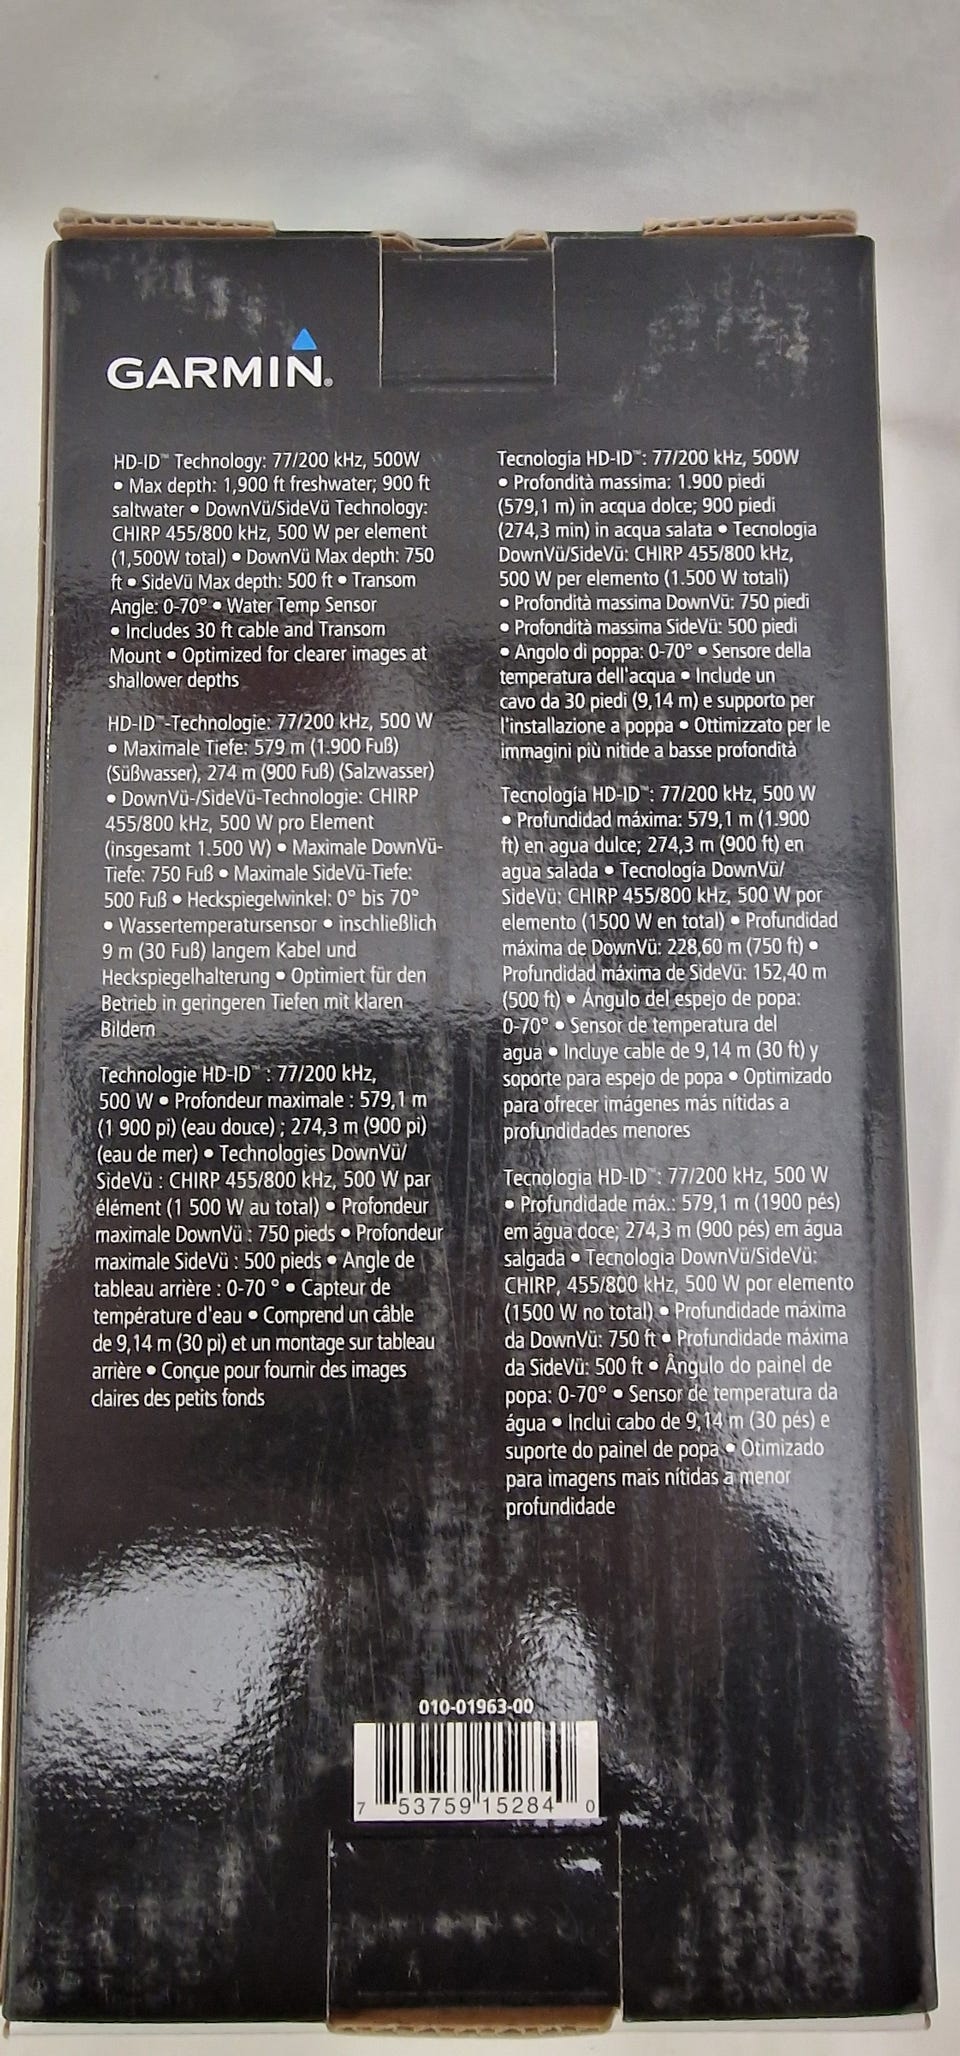 GARMIN®
HD-ID™ Technology: 77/200 kHz, 500W
• Max depth: 1,900 ft freshwater; 900 ft
saltwater • DownVü/SideVü Technology:
CHIRP 455/800 kHz, 500 W per element
(1,500W total) • DownVü Max depth: 750
ft • SideVü Max depth: 500 ft • Transom
Angle: 0-70° • Water Temp Sensor
• Includes 30 ft cable and Transom
Mount • Optimized for clearer images at
shallower depths
HD-ID™-Technologie: 77/200 kHz, 500 W
• Maximale Tiefe: 579 m (1.900 Fuß)
(Süßwasser), 274 m (900 Fuß) (Salzwasser)
• DownVü-/SideVü-Technologie: CHIRP
455/800 kHz, 500 W pro Element
(insgesamt 1.500 W) • Maximale DownVü-
Tiefe: 750 Fuß • Maximale SideVü-Tiefe:
500 Fuß • Heckspiegelwinkel: 0° bis 70°
• Wassertemperatursensor • inschließlich
9 m (30 Fuß) langem Kabel und
Heckspiegelhalterung • Optimiert für den
Betrieb in geringeren Tiefen mit klaren
Bildern
Technologie HD-ID™ : 77/200 kHz,
500 W • Profondeur maximale : 579,1 m
(1 900 pi) (eau douce) ; 274,3 m (900 pi)
(eau de mer) • Technologies DownVü/
SideVü : CHIRP 455/800 kHz, 500 W par
élément (1 500 W au total) • Profondeur
maximale DownVü : 750 pieds • Profondeur
maximale SideVü : 500 pieds • Angle de
tableau arrière : 0-70 ° • Capteur de
température d'eau • Comprend un câble
de 9,14 m (30 pi) et un montage sur tableau
arrière • Conçue pour fournir des images
claires des petits fonds
Tecnologia HD-ID™: 77/200 kHz, 500W
• Profondità massima: 1.900 piedi
(579,1 m) in acqua dolce; 900 piedi
(274,3 min) in acqua salata • Tecnologia
DownVü/SideVü: CHIRP 455/800 kHz,
500 W per elemento (1.500 W totali)
• Profondità massima DownVü: 750 piedi
• Profondità massima SideVü: 500 piedi
• Angolo di poppa: 0-70° • Sensore della
temperatura dell'acqua • Include un
cavo da 30 piedi (9,14 m) e supporto per
l'installazione a poppa • Ottimizzato per le
immagini più nitide a basse profondità
Tecnología HD-ID™: 77/200 kHz, 500 W
• Profundidad máxima: 579,1 m (1.900
ft) en agua dulce; 274,3 m (900 ft) en
agua salada • Tecnología DownVü/
SideVü: CHIRP 455/800 kHz, 500 W por
elemento (1500 W en total) • Profundidad
máxima de DownVü: 228,60 m (750 ft) •
Profundidad máxima de SideVü: 152,40 m
(500 ft) • Ángulo del espejo de popa:
0-70° • Sensor de temperatura del
agua • Incluye cable de 9,14 m (30 ft) y
soporte para espejo de popa • Optimizado
para ofrecer imágenes más nítidas a
profundidades menores
Tecnologia HD-ID™: 77/200 kHz, 500 W
• Profundidade máx.: 579,1 m (1900 pés)
em água doce; 274,3 m (900 pés) em água
salgada • Tecnologia DownVü/SideVü:
CHIRP, 455/800 kHz, 500 W por elemento
(1500 W no total) • Profundidade máxima
da DownVü: 750 ft • Profundidade máxima
da SideVü: 500 ft • Ângulo do painel de
popa: 0-70° • Sensor de temperatura da
água • Inclui cabo de 9,14 m (30 pés) e
suporte do painel de popa • Otimizado
para imagens mais nítidas a menor
profundidade
010-01963-00
7 53759 15284 0